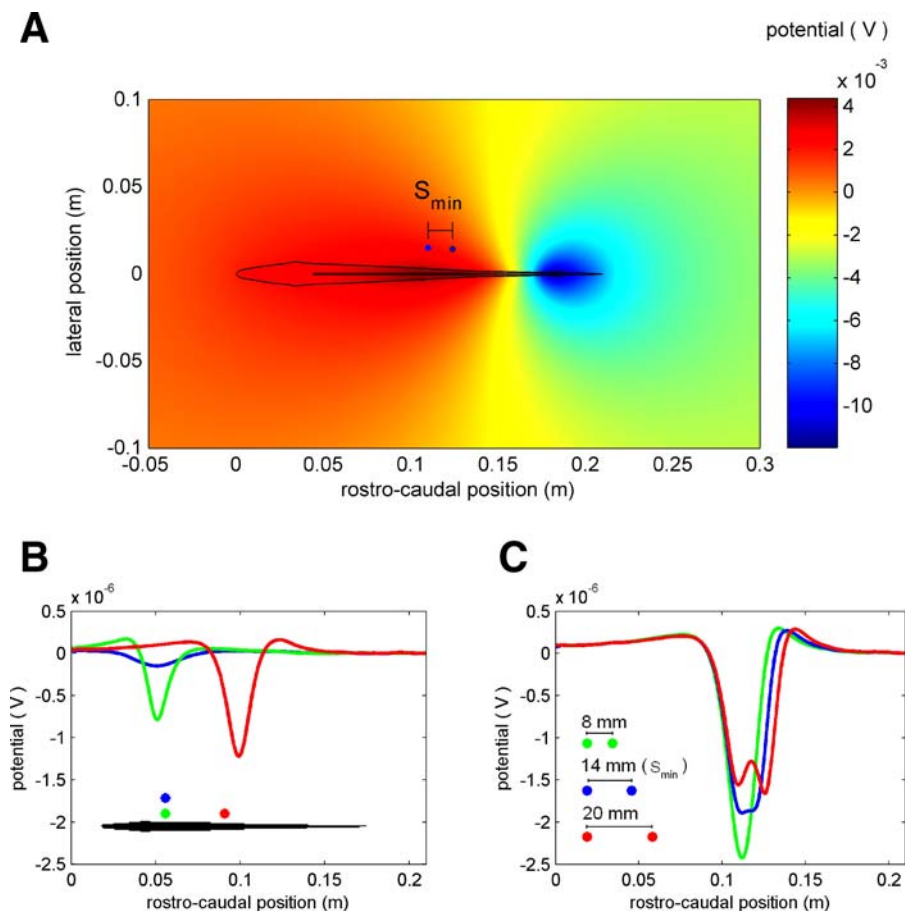 A
potential ( V )
x 10⁻³
0.1
0.05
0
-0.05
-0.1
lateral position (m)
S min
-0.05 0 0.05 0.1 0.15 0.2 0.25 0.3
rostro-caudal position (m)
4
2
0
-2
-4
-6
-8
-10
B
x 10⁻⁶
0.5
0
-0.5
-1
-1.5
-2
-2.5
potential ( V )
0 0.05 0.1 0.15 0.2
rostro-caudal position (m)
C
x 10⁻⁶
0.5
0
-0.5
-1
-1.5
-2
-2.5
potential ( V )
8 mm
14 mm ( S min )
20 mm
0 0.05 0.1 0.15 0.2
rostro-caudal position (m)